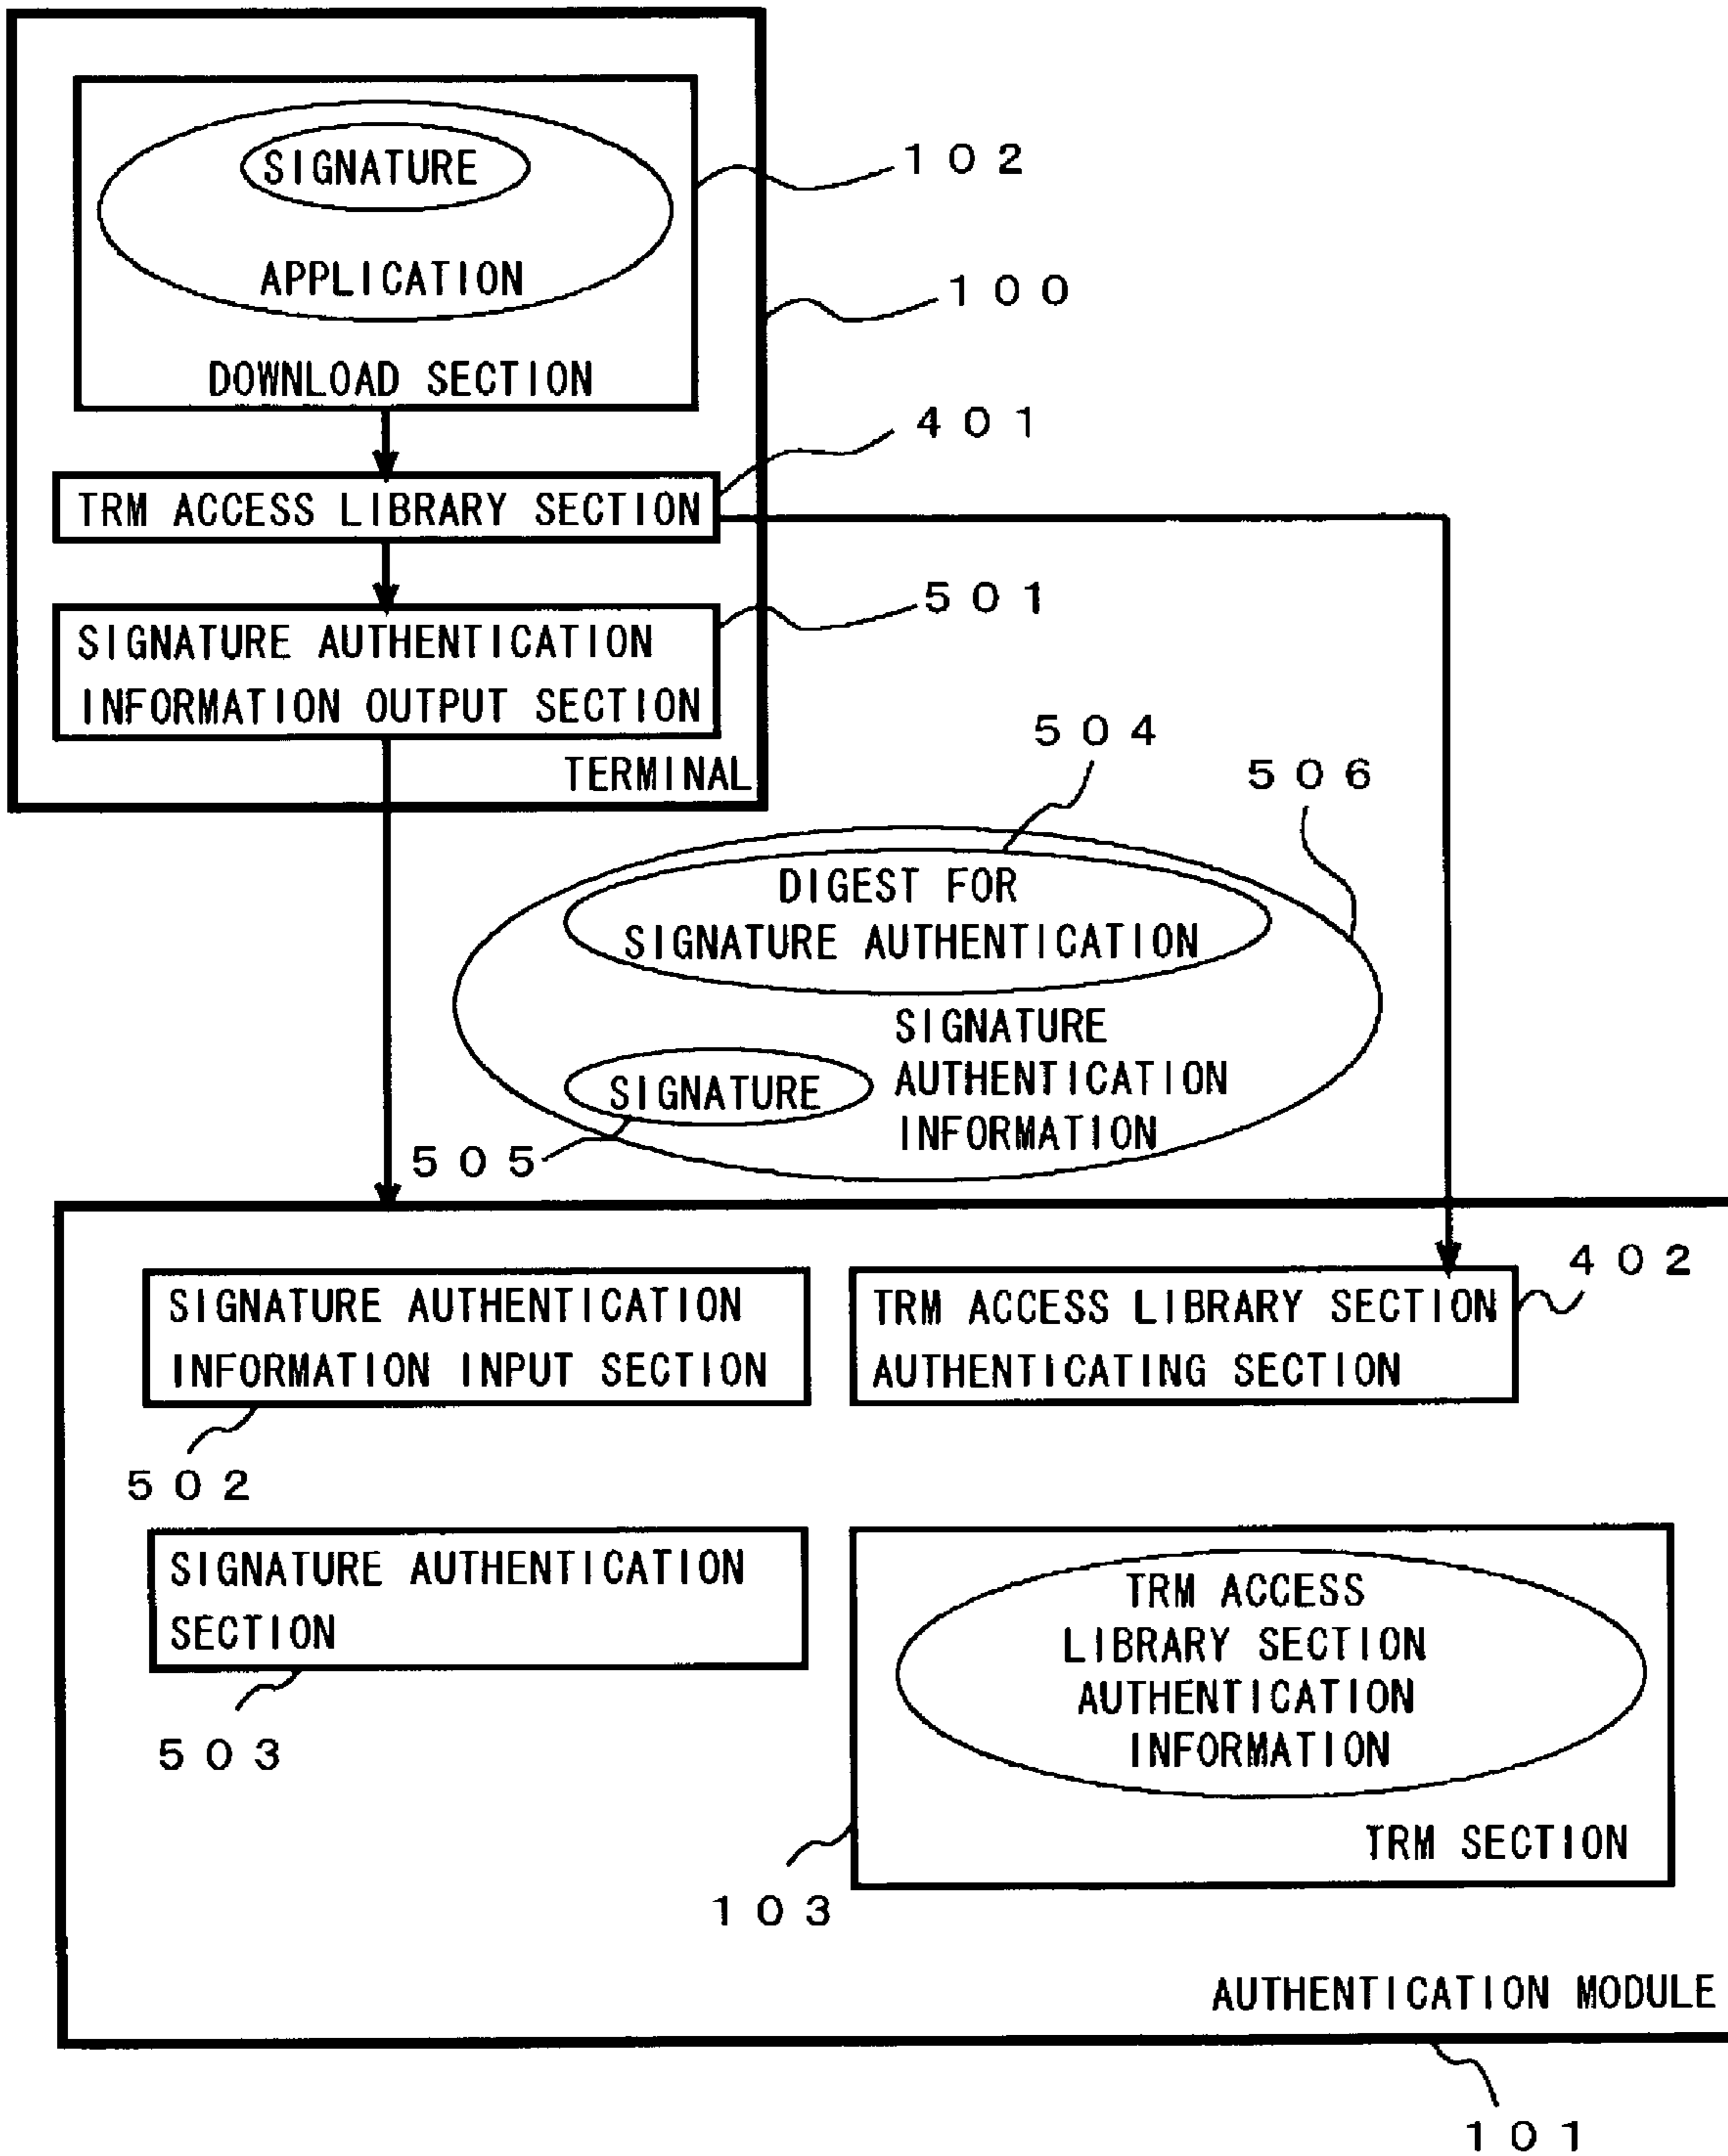 SIGNATURE
102
APPLICATION
100
DOWNLOAD SECTION
401
TRM ACCESS LIBRARY SECTION
501
SIGNATURE AUTHENTICATION
INFORMATION OUTPUT SECTION
TERMINAL
504
506
DIGEST FOR
SIGNATURE AUTHENTICATION
SIGNATURE
AUTHENTICATION
INFORMATION
SIGNATURE
505
402
SIGNATURE AUTHENTICATION
INFORMATION INPUT SECTION
TRM ACCESS LIBRARY SECTION
AUTHENTICATING SECTION
502
SIGNATURE AUTHENTICATION
SECTION
503
TRM ACCESS
LIBRARY SECTION
AUTHENTICATION
INFORMATION
TRM SECTION
103
AUTHENTICATION MODULE
101